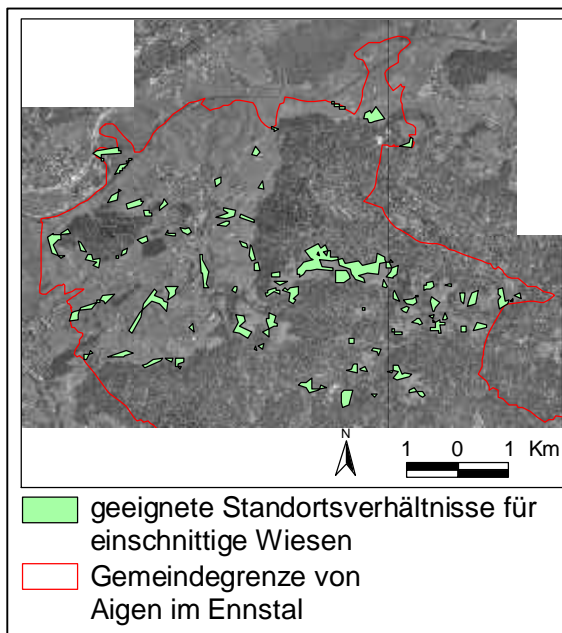 N
1 0 1 Km
geeignete Standortsverhältnisse für
einschnittige Wiesen
Gemeindegrenze von
Aigen im Ennstal